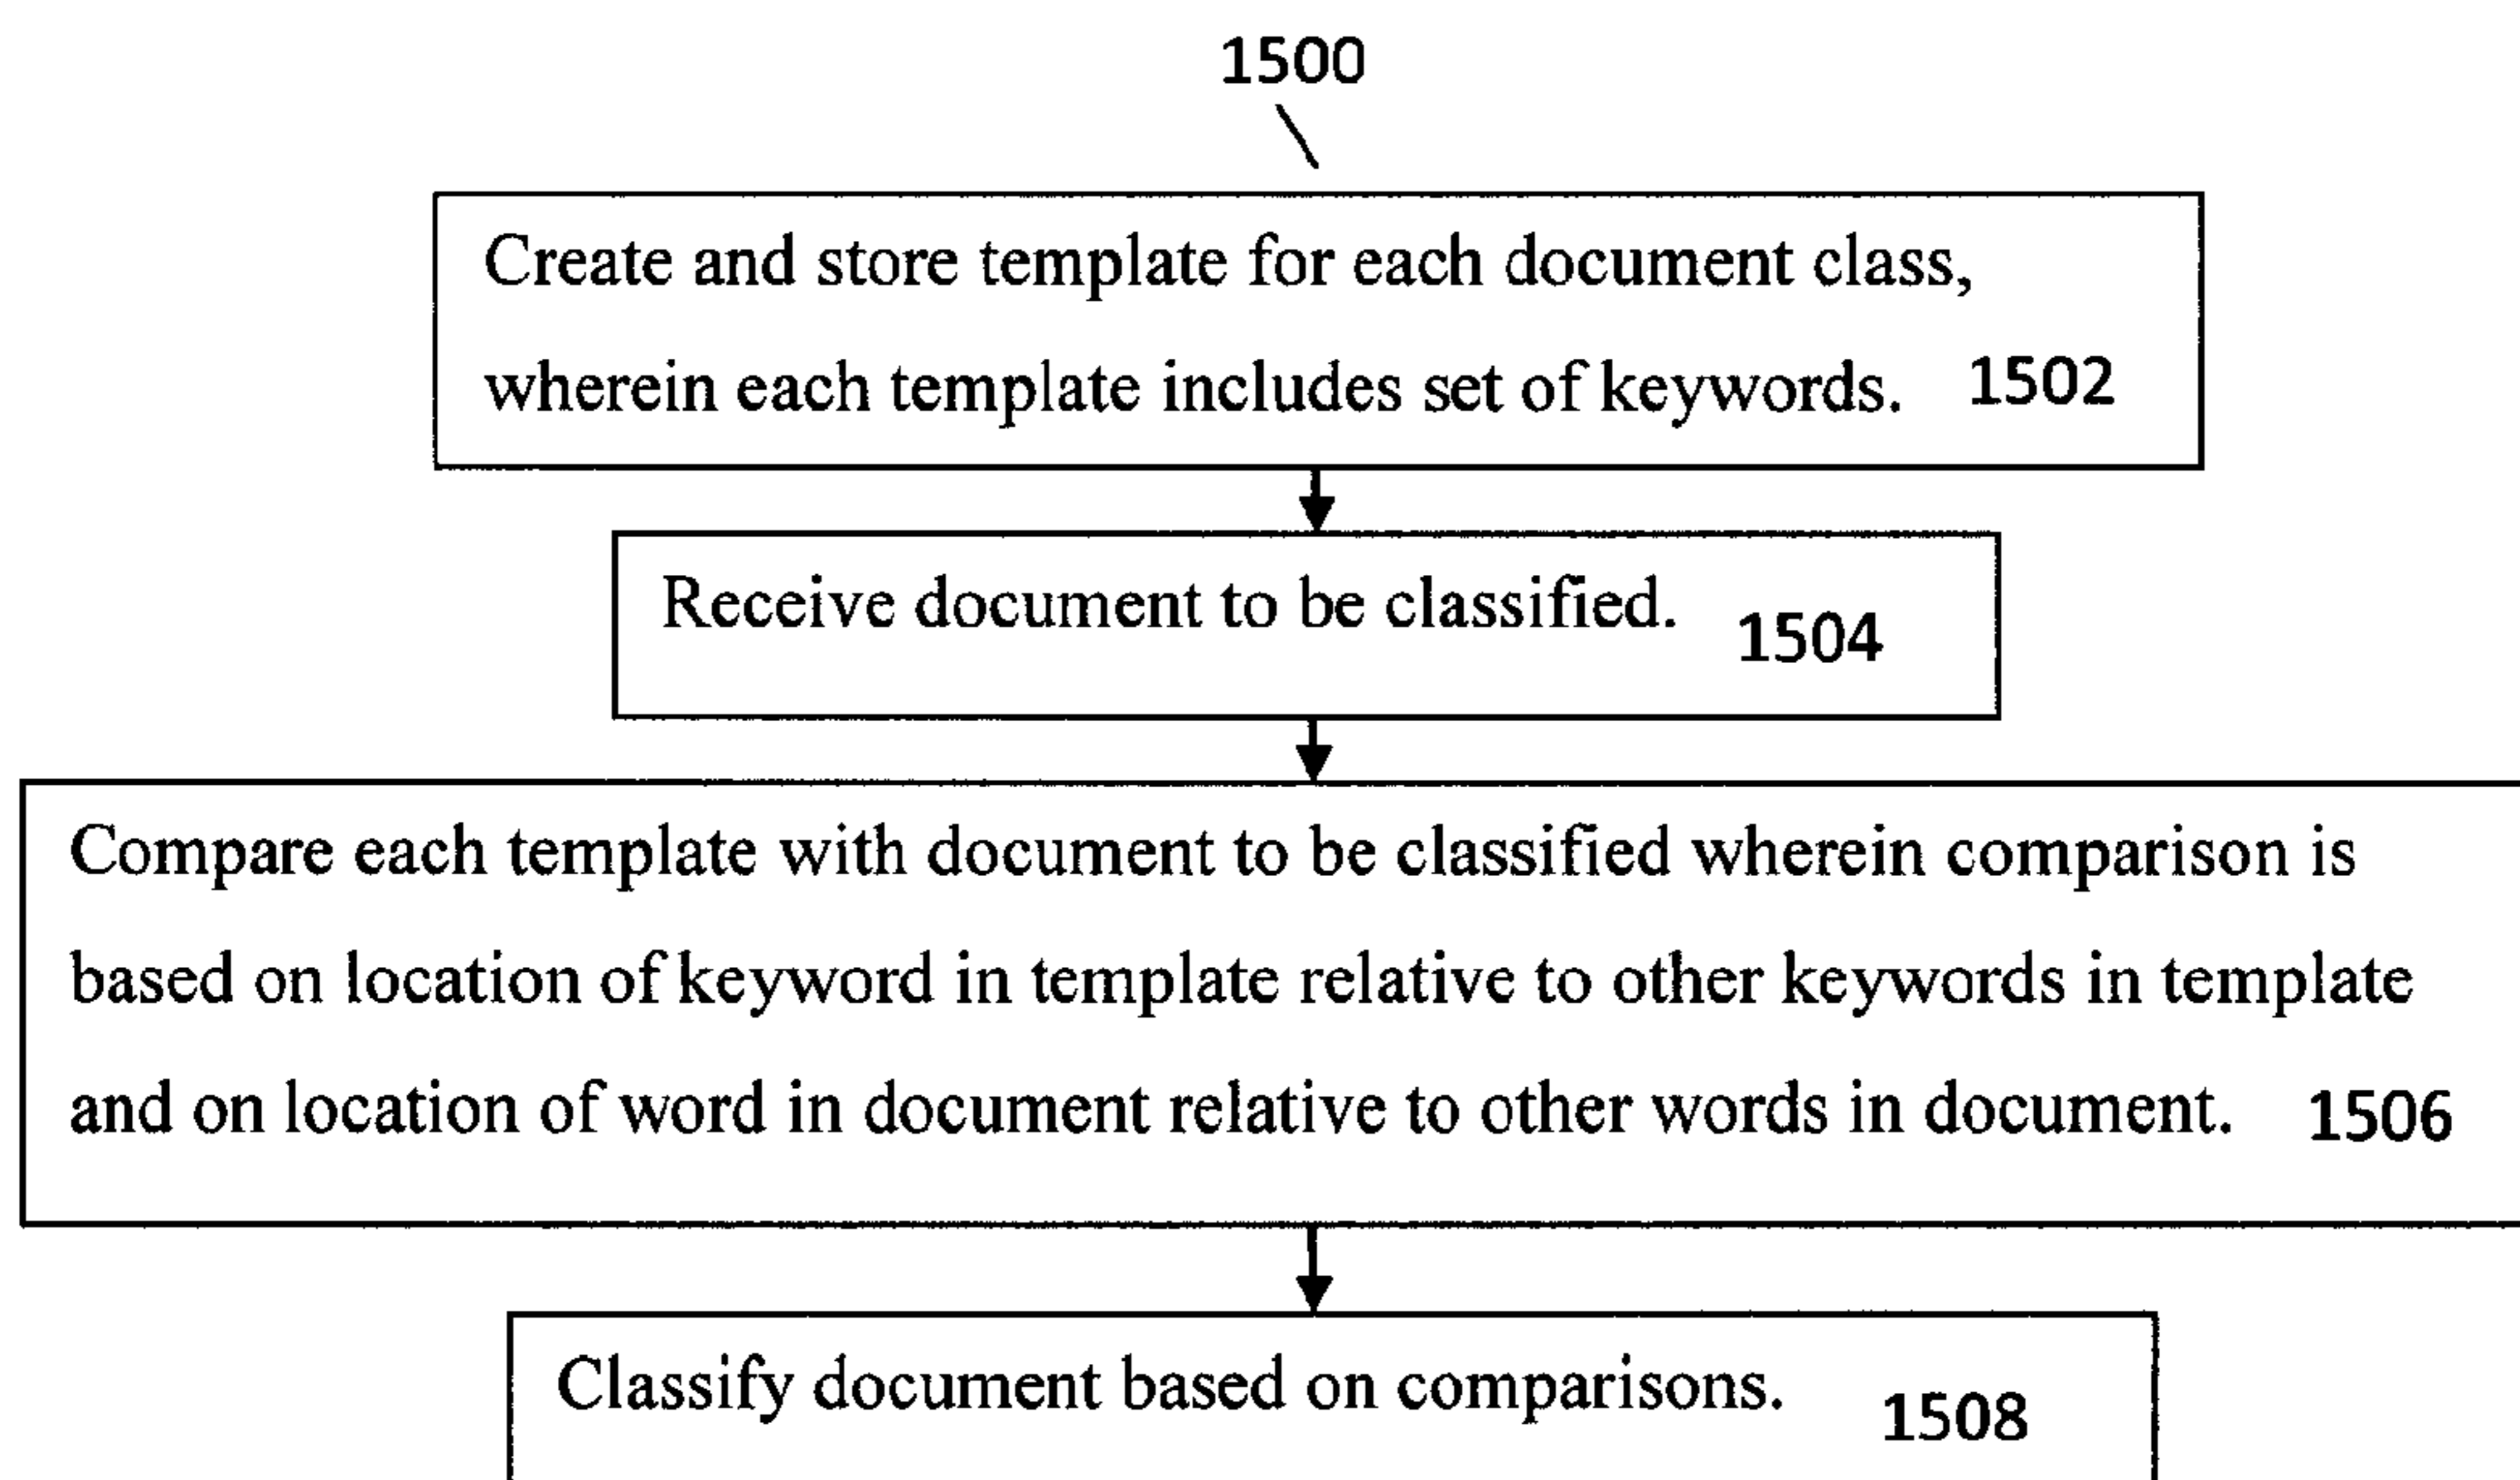 1500
Create and store template for each document class,
wherein each template includes set of keywords. 1502
Receive document to be classified. 1504
Compare each template with document to be classified wherein comparison is
based on location of keyword in template relative to other keywords in template
and on location of word in document relative to other words in document. 1506
Classify document based on comparisons. 1508